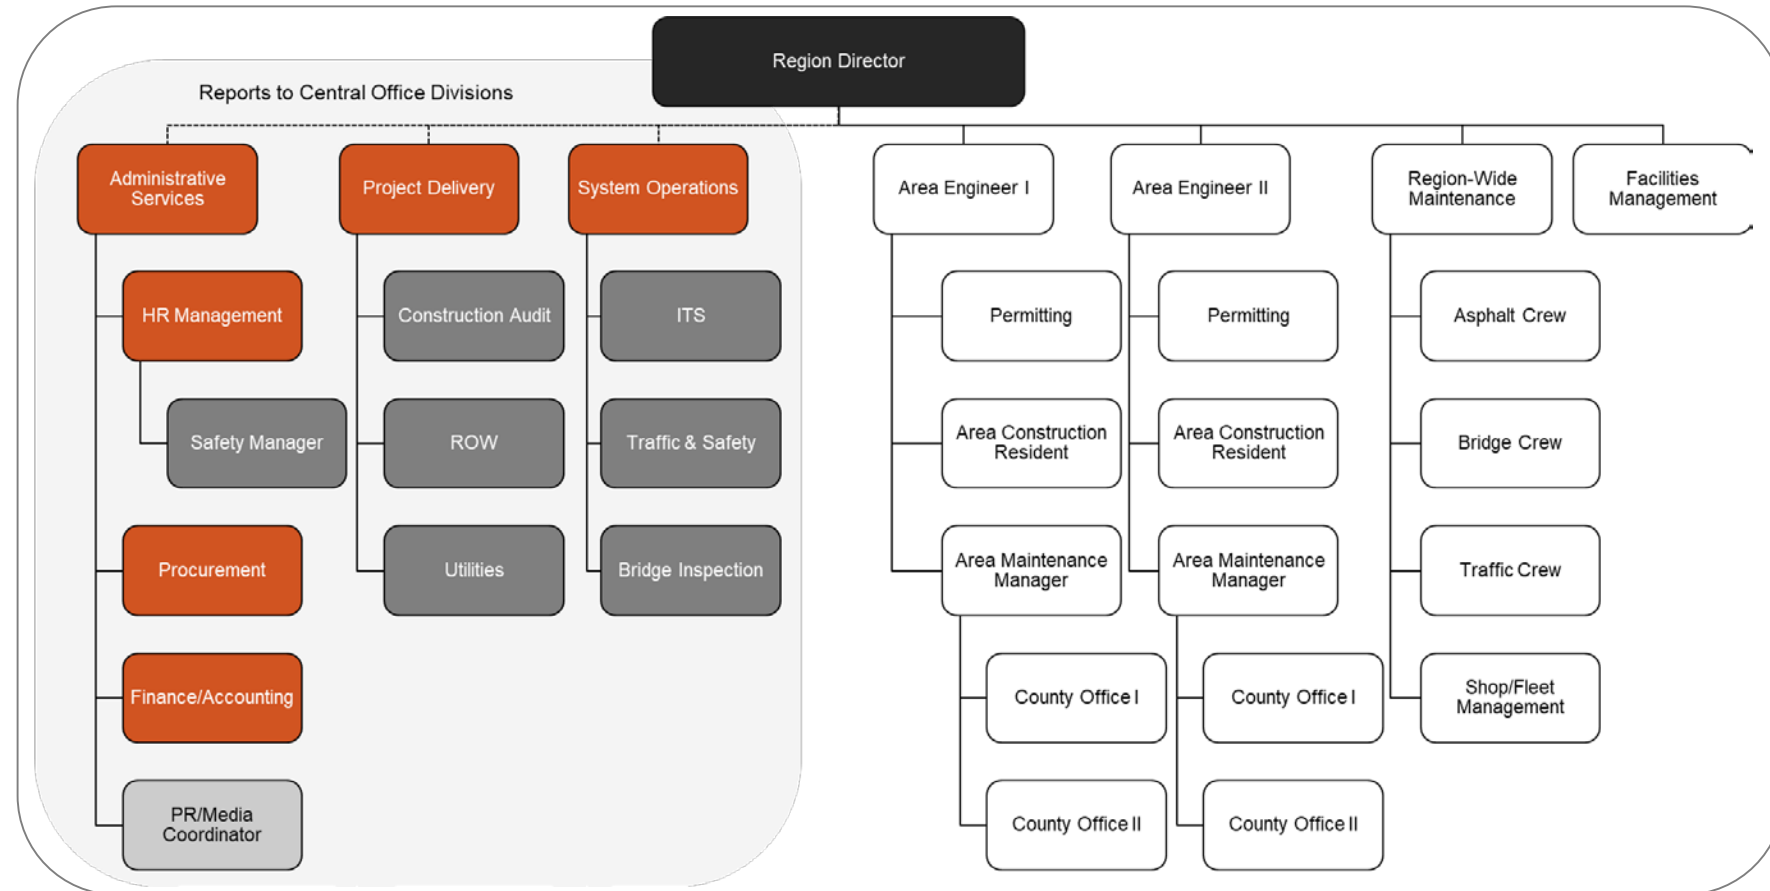 Region Director
Reports to Central Office Divisions
Administrative
Services
Project Delivery
System Operations
Area Engineer I
Area Engineer II
Region-Wide
Maintenance
Facilities
Management
HR Management
Construction Audit
ITS
Permitting
Permitting
Asphalt Crew
Safety Manager
ROW
Traffic & Safety
Area Construction
Resident
Area Construction
Resident
Bridge Crew
Procurement
Utilities
Bridge Inspection
Area Maintenance
Manager
Area Maintenance
Manager
Traffic Crew
Finance/Accounting
County Office I
County Office I
Shop/Fleet
Management
PR/Media
Coordinator
County Office II
County Office II